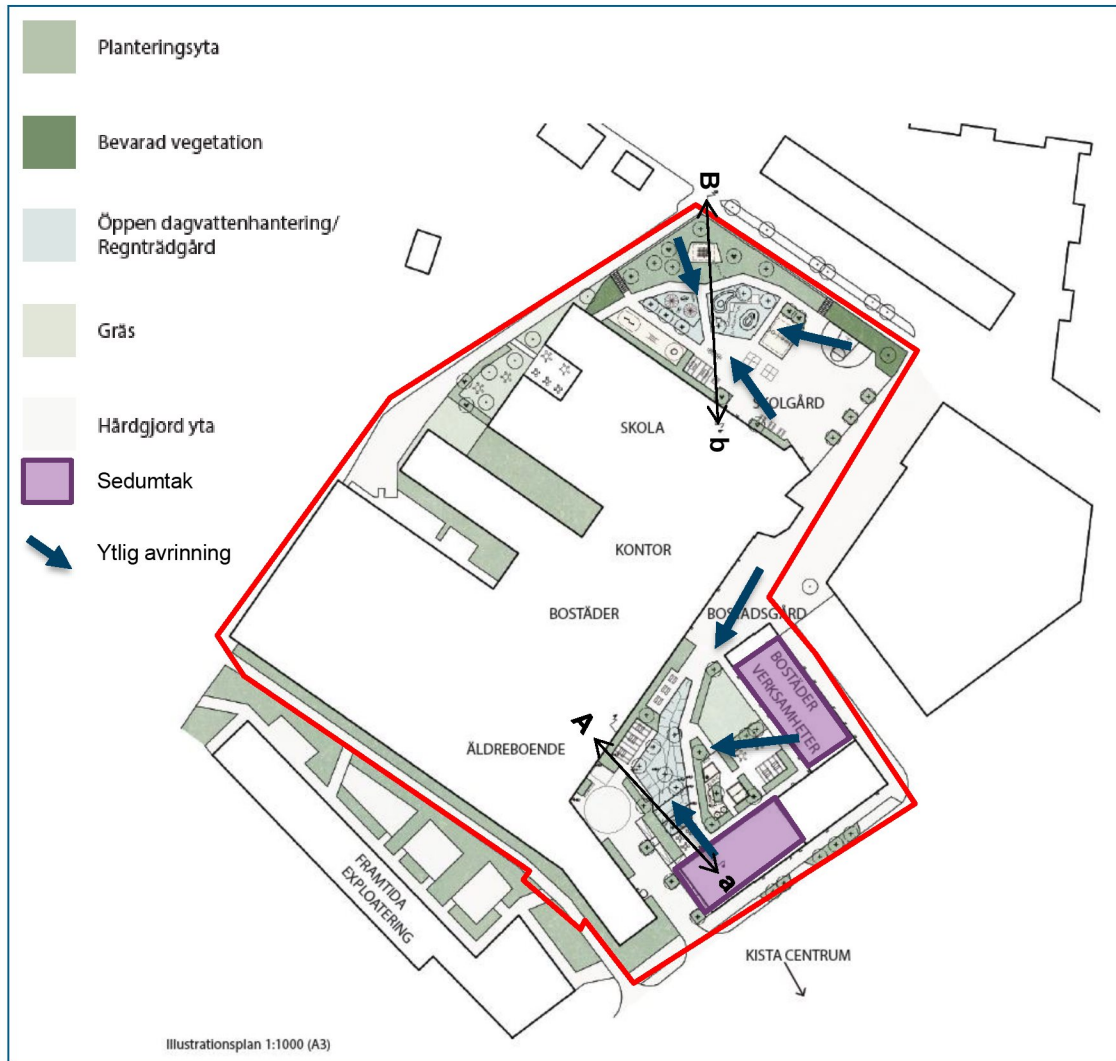 Planteringsyta
Bevarad vegetation
Öppen dagvattenhantering/
Regnträdgård
Gräs
Hårdgjord yta
Sedumtak
Ytlig avrinning
B
SKOLGÅRD
b
SKOLA
KONTOR
BOSTÄDER
BOSTADSGÅRD
BOSTÄDER
VERKSAMHETER
A
ÄLDREBOENDE
a
FRAMTIDA
EXPLOATERING
KISTA CENTRUM
Illustrationsplan 1:1000 (A3)